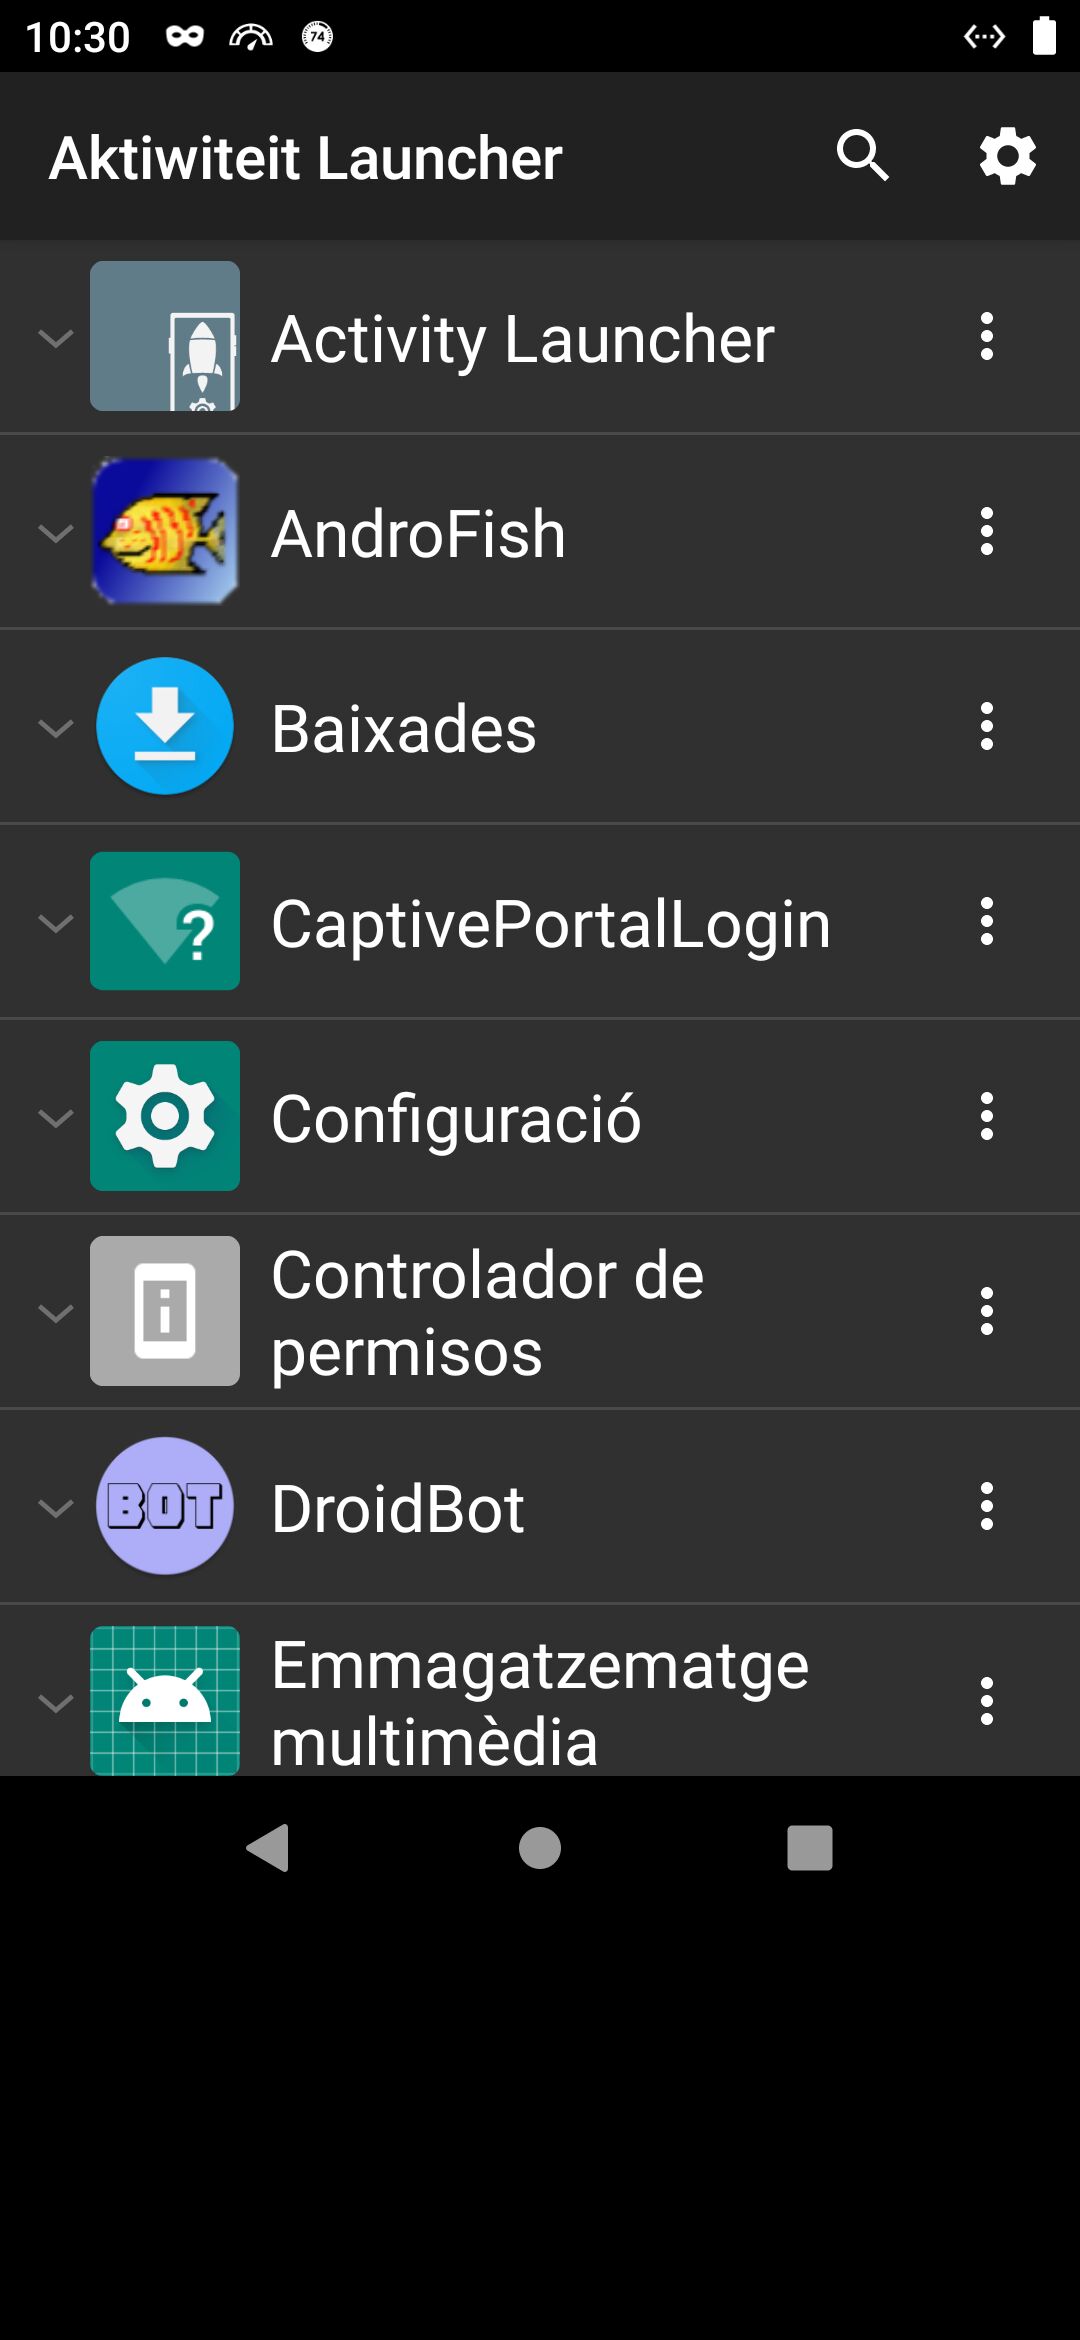 10:30
74
Aktiwiteit Launcher
Activity Launcher
AndroFish
Baixades
?
CaptivePortalLogin
Configuració
Controlador de
permisos
BOT
DroidBot
Emmagatzematge
multimèdia